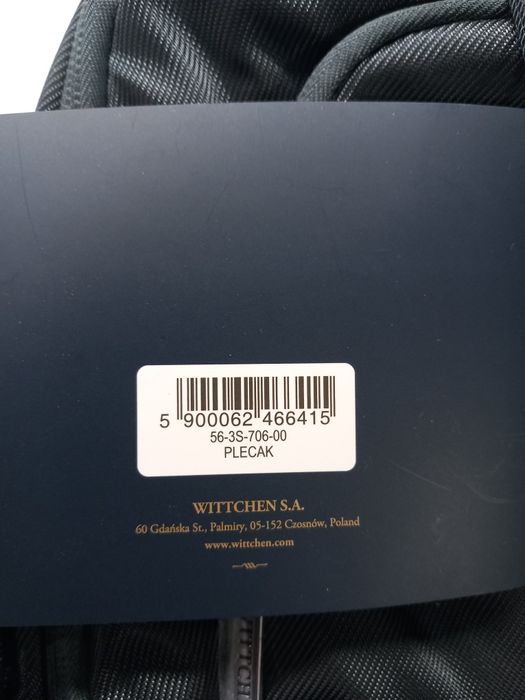 5 900062 466415
56-3S-706-00
PLECAK
WITTCHEN S.A.
60 Gdańska St., Palmiry, 05-152 Czosnów, Poland
www.wittchen.com